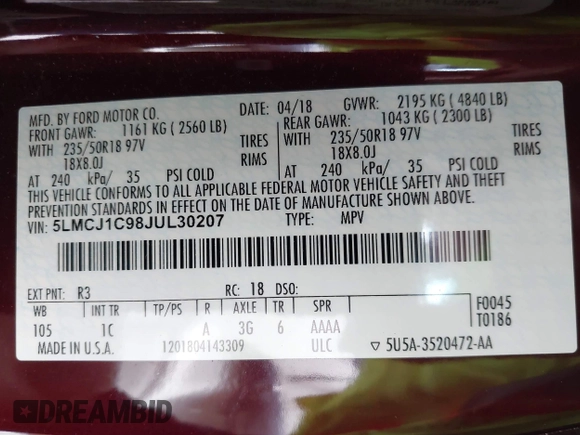 MFD. BY FORD MOTOR CO. DATE: 04/18 GVWR: 2195 KG ( 4840 LB)
FRONT GAWR: 1161 KG ( 2560 LB) REAR GAWR: 1043 KG ( 2300 LB)
WITH 235/50R18 97V TIRES WITH 235/50R18 97V TIRES
18X8.0J RIMS 18X8.0J RIMS
AT 240 kPa/ 35 PSI COLD AT 240 kPa/ 35 PSI COLD
THIS VEHICLE CONFORMS TO ALL APPLICABLE FEDERAL MOTOR VEHICLE SAFETY AND THEFT
PREVENTION STANDARDS IN EFFECT ON THE DATE OF MANUFACTURE SHOWN ABOVE.
VIN: 5LMCJ1C98JUL30207 TYPE: MPV
EXT PNT: R3 RC: 18 DSO: F0045
WB INT TR TP/PS R AXLE TR SPR T0186
105 1C A 3G 6 AAAA
MADE IN U.S.A. 1201804143309 ULC ▽ 5U5A-3520472-AA
DREAMBID